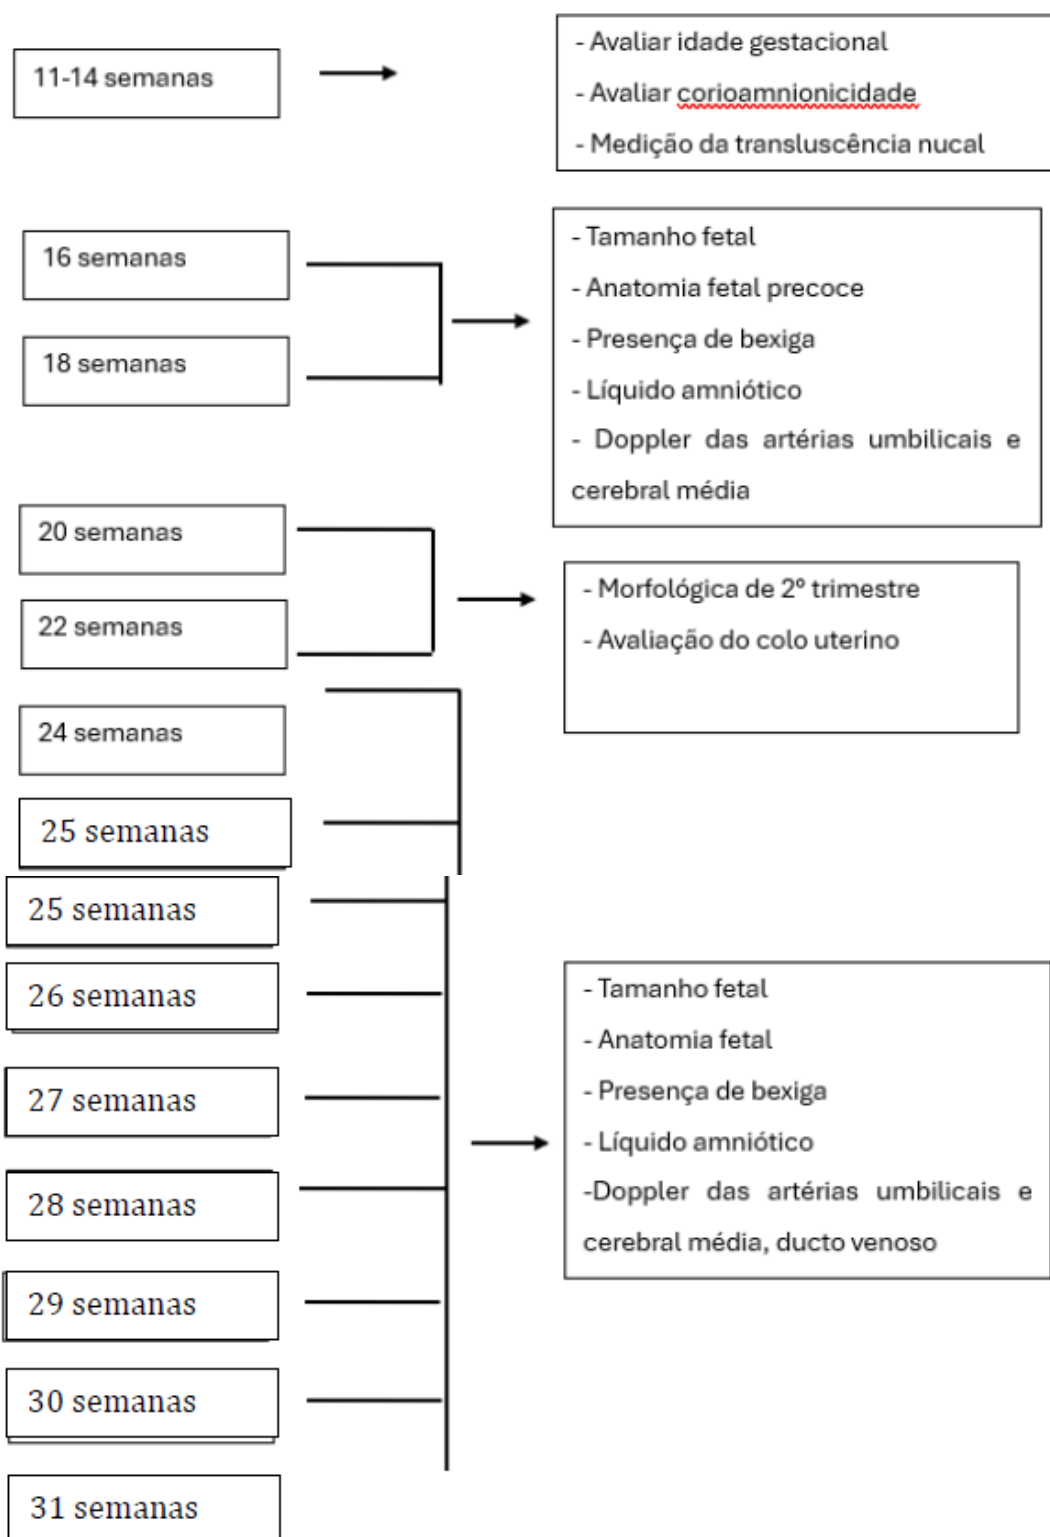 11-14 semanas
- Avaliar idade gestacional
- Avaliar corioamnionicidade
- Medição da transluscência nucal
16 semanas
18 semanas
- Tamanho fetal
- Anatomia fetal precoce
- Presença de bexiga
- Líquido amniótico
- Doppler das artérias umbilicais e
cerebral média
20 semanas
22 semanas
- Morfológica de 2º trimestre
- Avaliação do colo uterino
24 semanas
25 semanas
25 semanas
26 semanas
27 semanas
28 semanas
29 semanas
30 semanas
31 semanas
- Tamanho fetal
- Anatomia fetal
- Presença de bexiga
- Líquido amniótico
-Doppler das artérias umbilicais e
cerebral média, ducto venoso